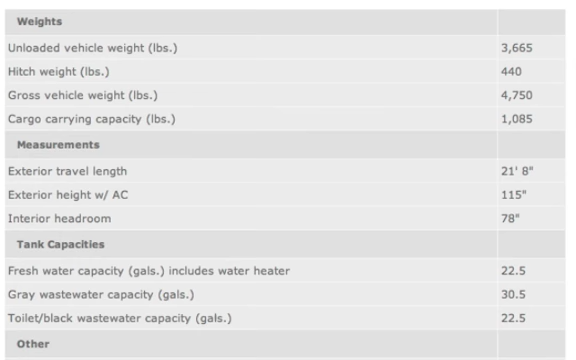 Weights
Unloaded vehicle weight (lbs.) 3,665
Hitch weight (lbs.) 440
Gross vehicle weight (lbs.) 4,750
Cargo carrying capacity (lbs.) 1,085
Measurements
Exterior travel length 21' 8"
Exterior height w/ AC 115"
Interior headroom 78"
Tank Capacities
Fresh water capacity (gals.) includes water heater 22.5
Gray wastewater capacity (gals.) 30.5
Toilet/black wastewater capacity (gals.) 22.5
Other